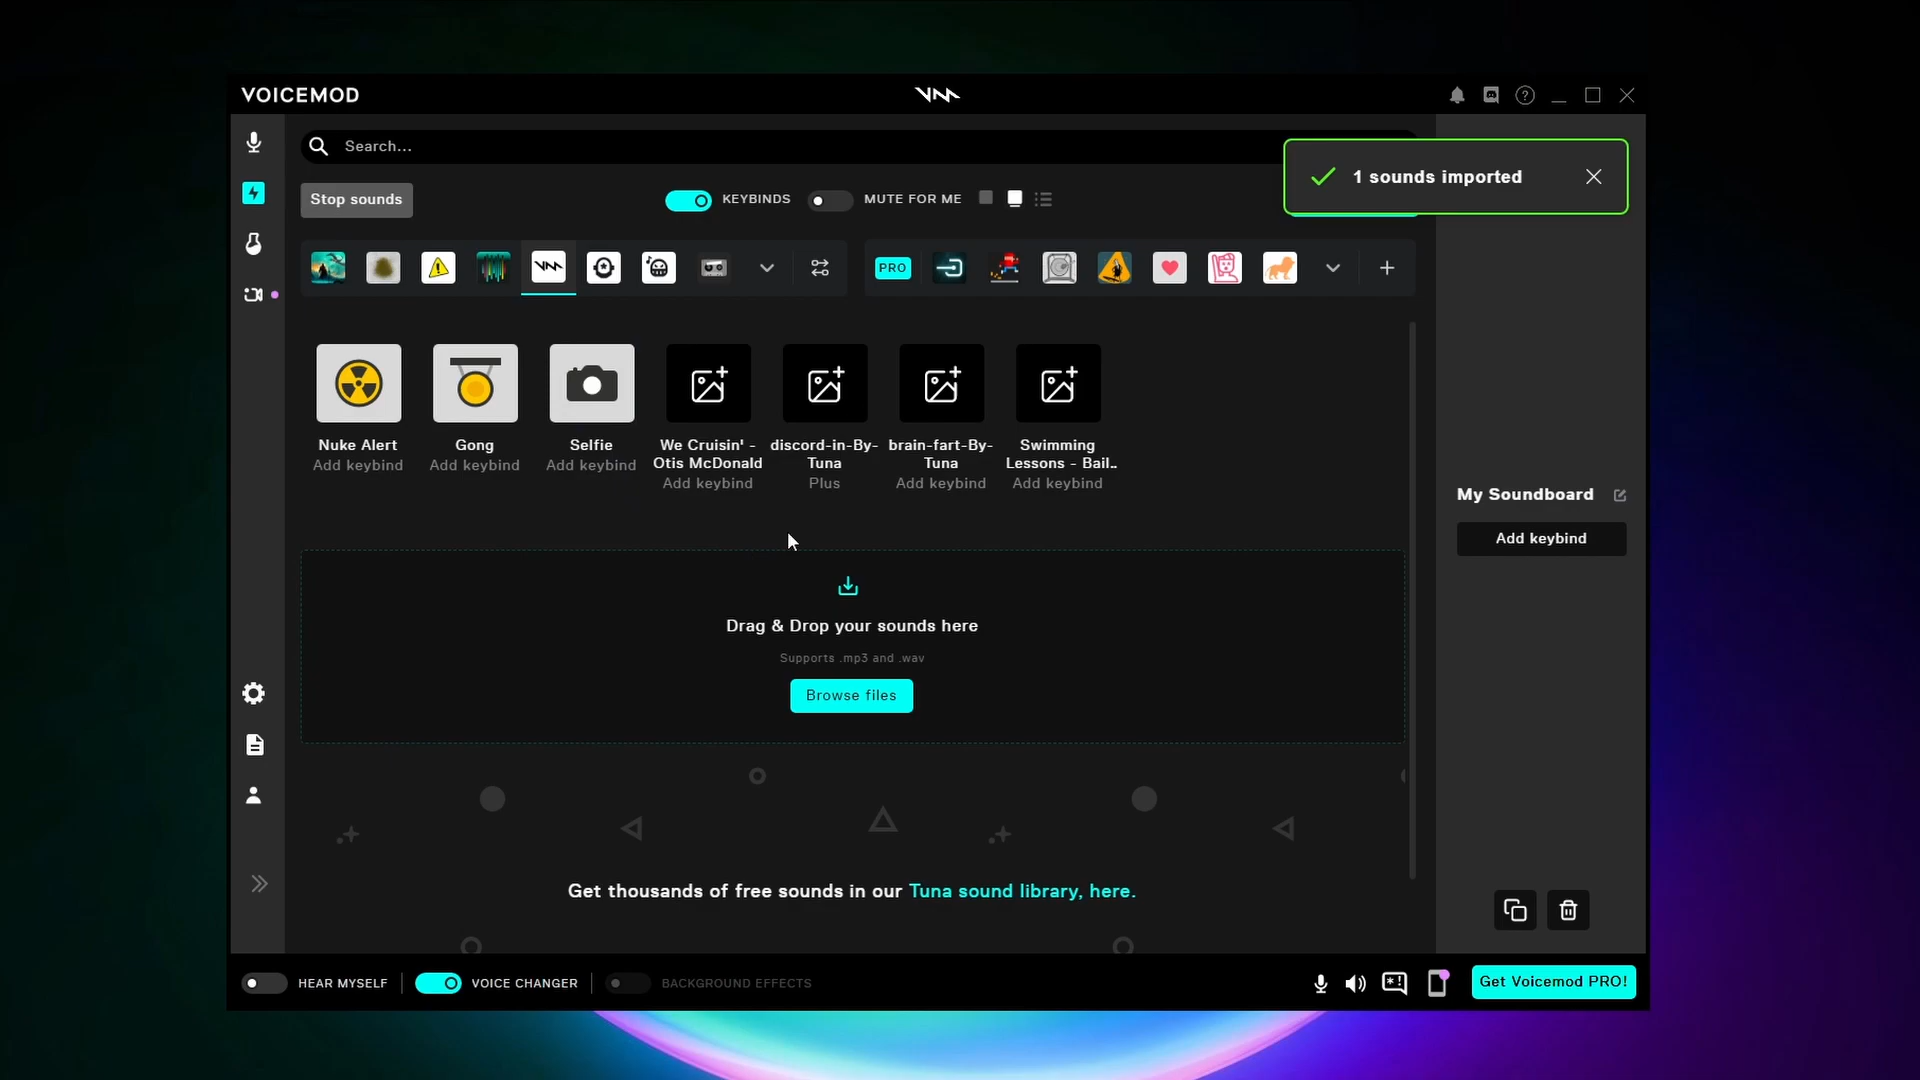 VOICEMOD
Search...
1 sounds imported
Stop sounds
KEYBINDS
MUTE FOR ME
PRO
Nuke Alert
Add keybind
Gong
Add keybind
Selfie
Add keybind
We Cruisin' -
Otis McDonald
Add keybind
discord-in-By-
Tuna
Plus
brain-fart-By-
Tuna
Add keybind
Swimming
Lessons - Bail..
Add keybind
My Soundboard
Add keybind
Drag & Drop your sounds here
Supports .mp3 and .wav
Browse files
Get thousands of free sounds in our Tuna sound library, here.
HEAR MYSELF
VOICE CHANGER
BACKGROUND EFFECTS
Get Voicemod PRO!